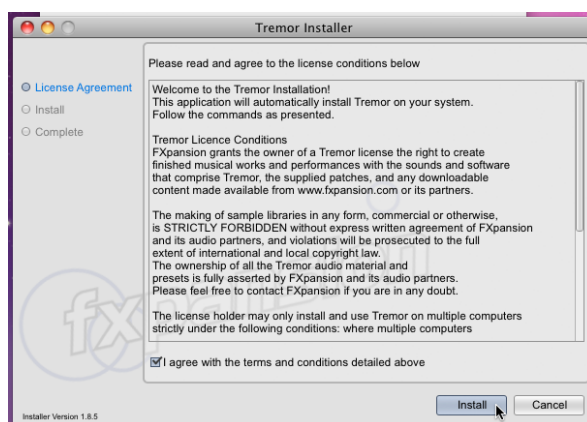 Tremor Installer
Please read and agree to the license conditions below
License Agreement
Install
Complete
Welcome to the Tremor Installation!
This application will automatically install Tremor on your system.
Follow the commands as presented.
Tremor Licence Conditions
FXpansion grants the owner of a Tremor license the right to create
finished musical works and performances with the sounds and software
that comprise Tremor, the supplied patches, and any downloadable
content made available from www.fxpansion.com or its partners.
The making of sample libraries in any form, commercial or otherwise,
is STRICTLY FORBIDDEN without express written agreement of FXpansion
and its audio partners, and violations will be prosecuted to the full
extent of international and local copyright law.
The ownership of all the Tremor audio material and
presets is fully asserted by FXpansion and its audio partners.
Please feel free to contact FXpansion if you are in any doubt.
The license holder may only install and use Tremor on multiple computers
strictly under the following conditions: where multiple computers
fxpansion
I agree with the terms and conditions detailed above
Install
Cancel
Installer Version 1.8.5